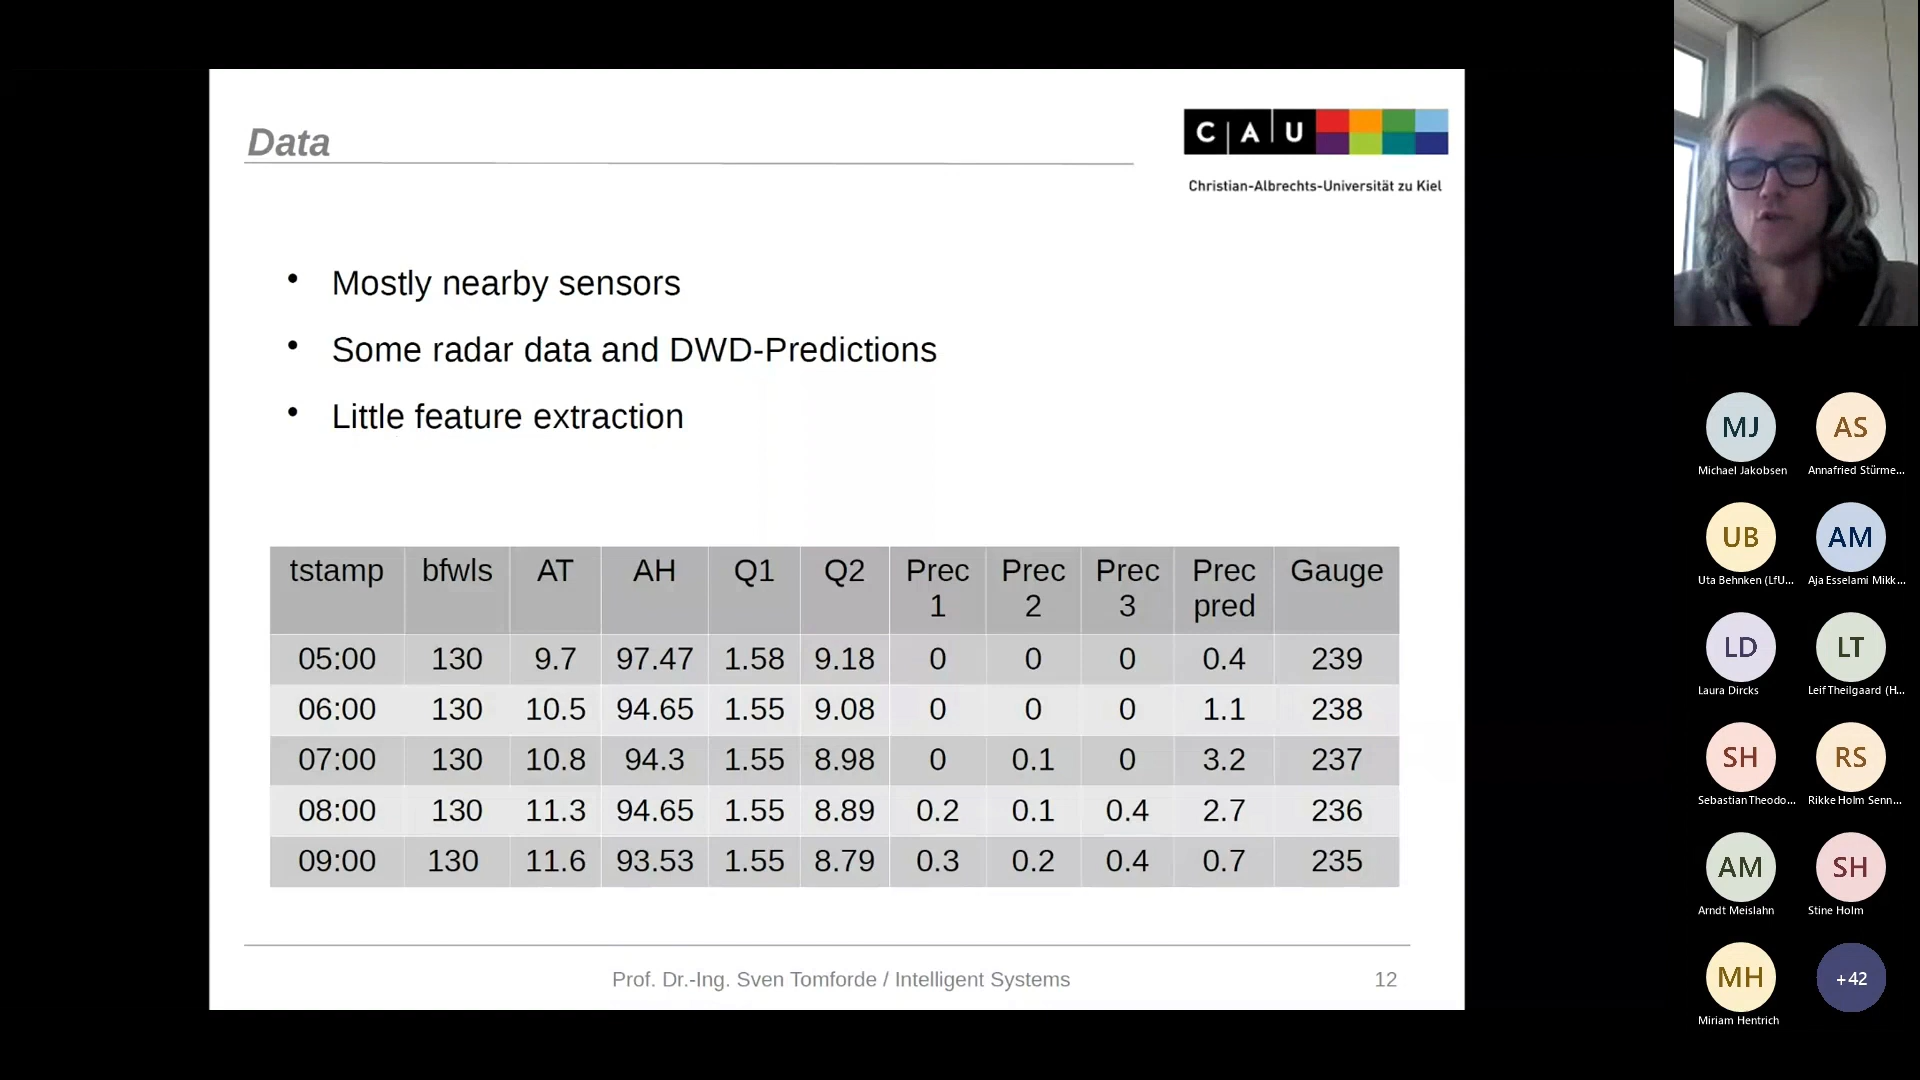 Data
C A U
Christian-Albrechts-Universität zu Kiel
• Mostly nearby sensors
• Some radar data and DWD-Predictions
• Little feature extraction
tstamp bfwls AT AH Q1 Q2 Prec 1 Prec 2 Prec 3 Prec pred Gauge
05:00 130 9.7 97.47 1.58 9.18 0 0 0 0.4 239
06:00 130 10.5 94.65 1.55 9.08 0 0 0 1.1 238
07:00 130 10.8 94.3 1.55 8.98 0 0.1 0 3.2 237
08:00 130 11.3 94.65 1.55 8.89 0.2 0.1 0.4 2.7 236
09:00 130 11.6 93.53 1.55 8.79 0.3 0.2 0.4 0.7 235
Prof. Dr.-Ing. Sven Tomforde / Intelligent Systems 12
MJ AS
Michael Jakobsen Annafried Stürme...
UB AM
Uta Behnken (LfU... Aja Esselami Mikk...
LD LT
Laura Dircks Leif Theilgaard (H...
SH RS
Sebastian Theodo... Rikke Holm Senn...
AM SH
Arndt Meislahn Stine Holm
MH +42
Miriam Hentrich